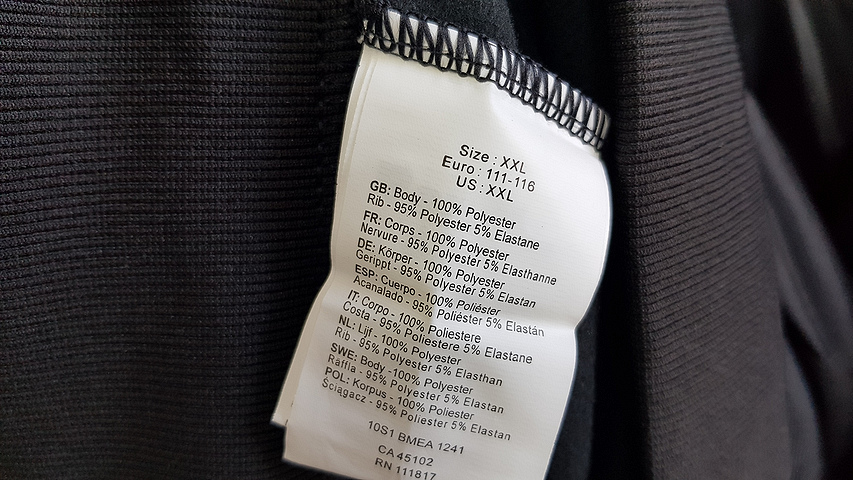 Size : XXL
Euro : 111-116
US : XXL
GB: Body - 100% Polyester
Rib - 95% Polyester 5% Elastane
FR: Corps - 100% Polyester
Nervure - 95% Polyester 5% Elasthanne
DE: Körper - 100% Polyester
Gerippt - 95% Polyester 5% Elastan
ESP: Cuerpo - 100% Poliéster
Acanalado - 95% Poliéster 5% Elastán
IT: Corpo - 100% Poliestere
Costa - 95% Poliestere 5% Elastane
NL: Lijf - 100% Polyester
Rib - 95% Polyester 5% Elasthan
SWE: Body -100% Polyester
Räffla - 95% Polyester 5% Elastan
POL: Korpus - 100% Poliester
Ściągacz - 95% Poliester 5% Elastan
10S1 BMEA 1241
CA 45102
RN 111817